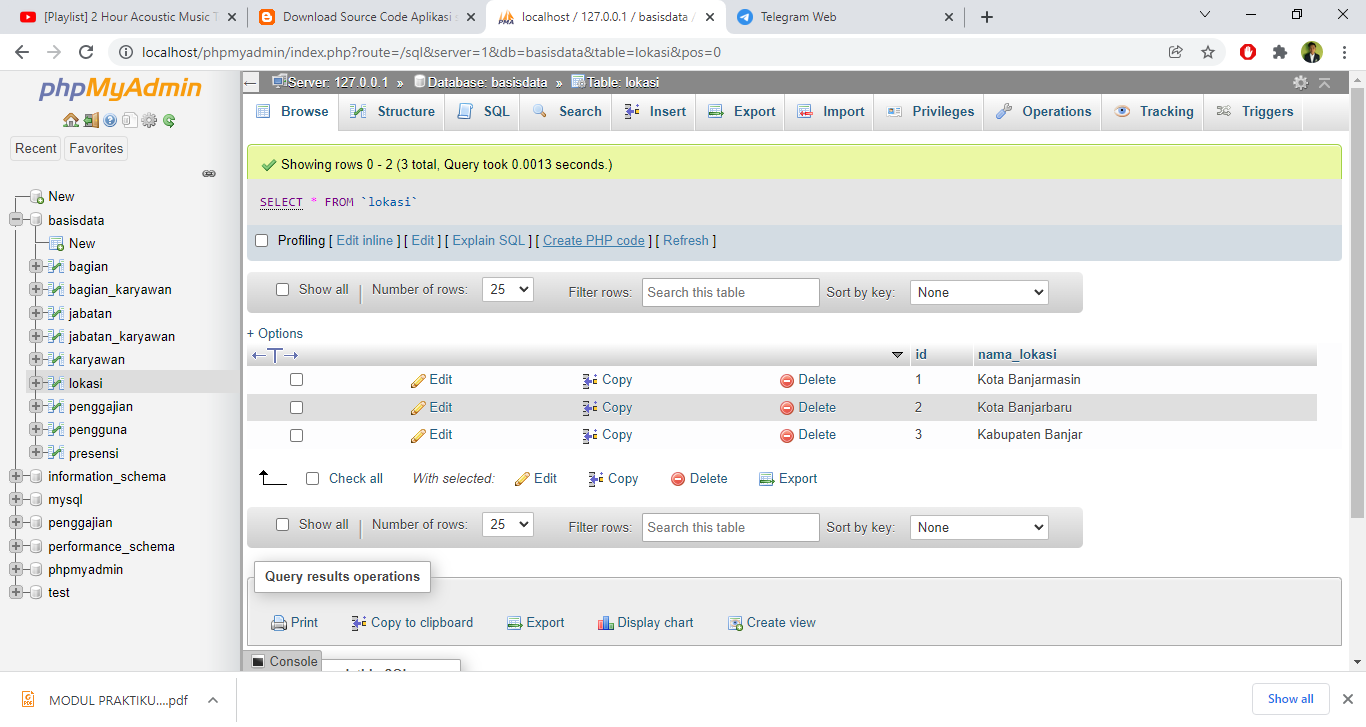 [Playlist] 2 Hour Acoustic Music T
Download Source Code Aplikasi
localhost / 127.0.0.1 / basisdata /
Telegram Web
localhost/phpmyadmin/index.php?route=/sql&server=1&db=basisdata&table=lokasi&pos=0
phpMyAdmin
Recent Favorites
New
basisdata
New
bagian
bagian_karyawan
jabatan
jabatan_karyawan
karyawan
lokasi
penggajian
pengguna
presensi
information_schema
mysql
penggajian
performance_schema
phpmyadmin
test
Server: 127.0.0.1 » Database: basisdata » Table: lokasi
Browse Structure SQL Search Insert Export Import Privileges Operations Tracking Triggers
Showing rows 0 - 2 (3 total, Query took 0.0013 seconds.)
SELECT * FROM `lokasi`
Profiling [ Edit inline ] [ Edit ] [ Explain SQL ] [ Create PHP code ] [ Refresh ]
Show all | Number of rows: 25 Filter rows: Search this table Sort by key: None
+ Options
←T→ id nama_lokasi
Edit Copy Delete 1 Kota Banjarmasin
Edit Copy Delete 2 Kota Banjarbaru
Edit Copy Delete 3 Kabupaten Banjar
Check all With selected: Edit Copy Delete Export
Show all | Number of rows: 25 Filter rows: Search this table Sort by key: None
Query results operations
Print Copy to clipboard Export Display chart Create view
Console
MODUL PRAKTIKU....pdf
Show all